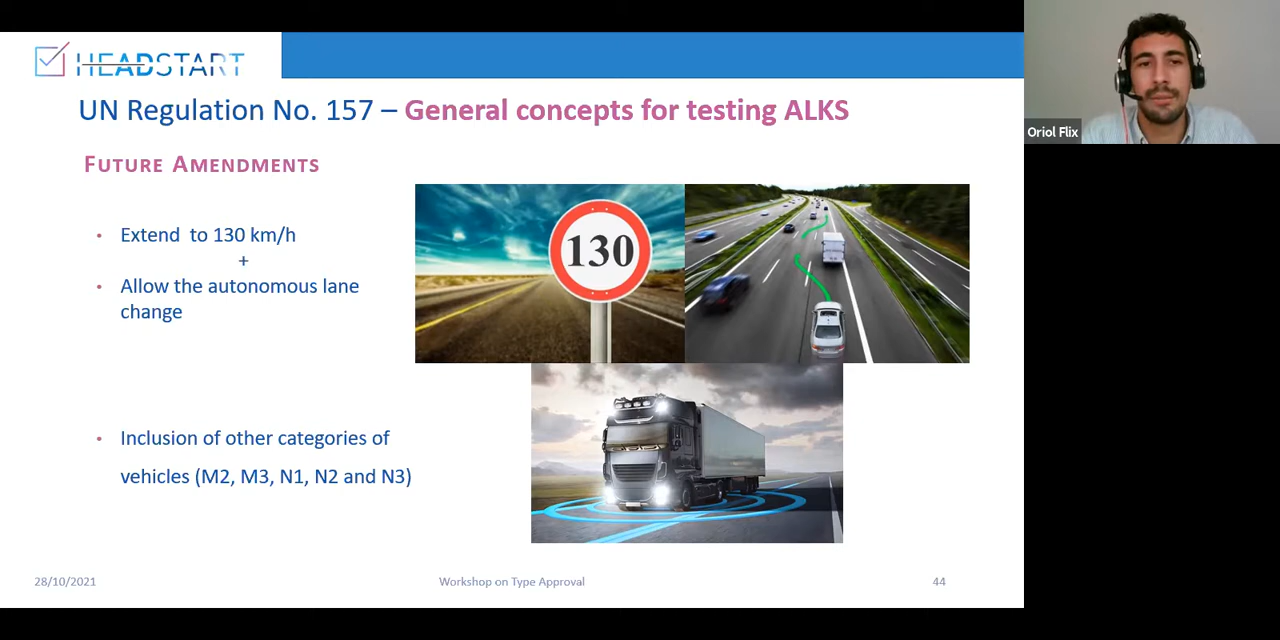 HEADSTART
Oriol Flix
UN Regulation No. 157 – General concepts for testing ALKS
FUTURE AMENDMENTS
• Extend to 130 km/h
+
• Allow the autonomous lane
change
130
• Inclusion of other categories of
vehicles (M2, M3, N1, N2 and N3)
28/10/2021
Workshop on Type Approval
44